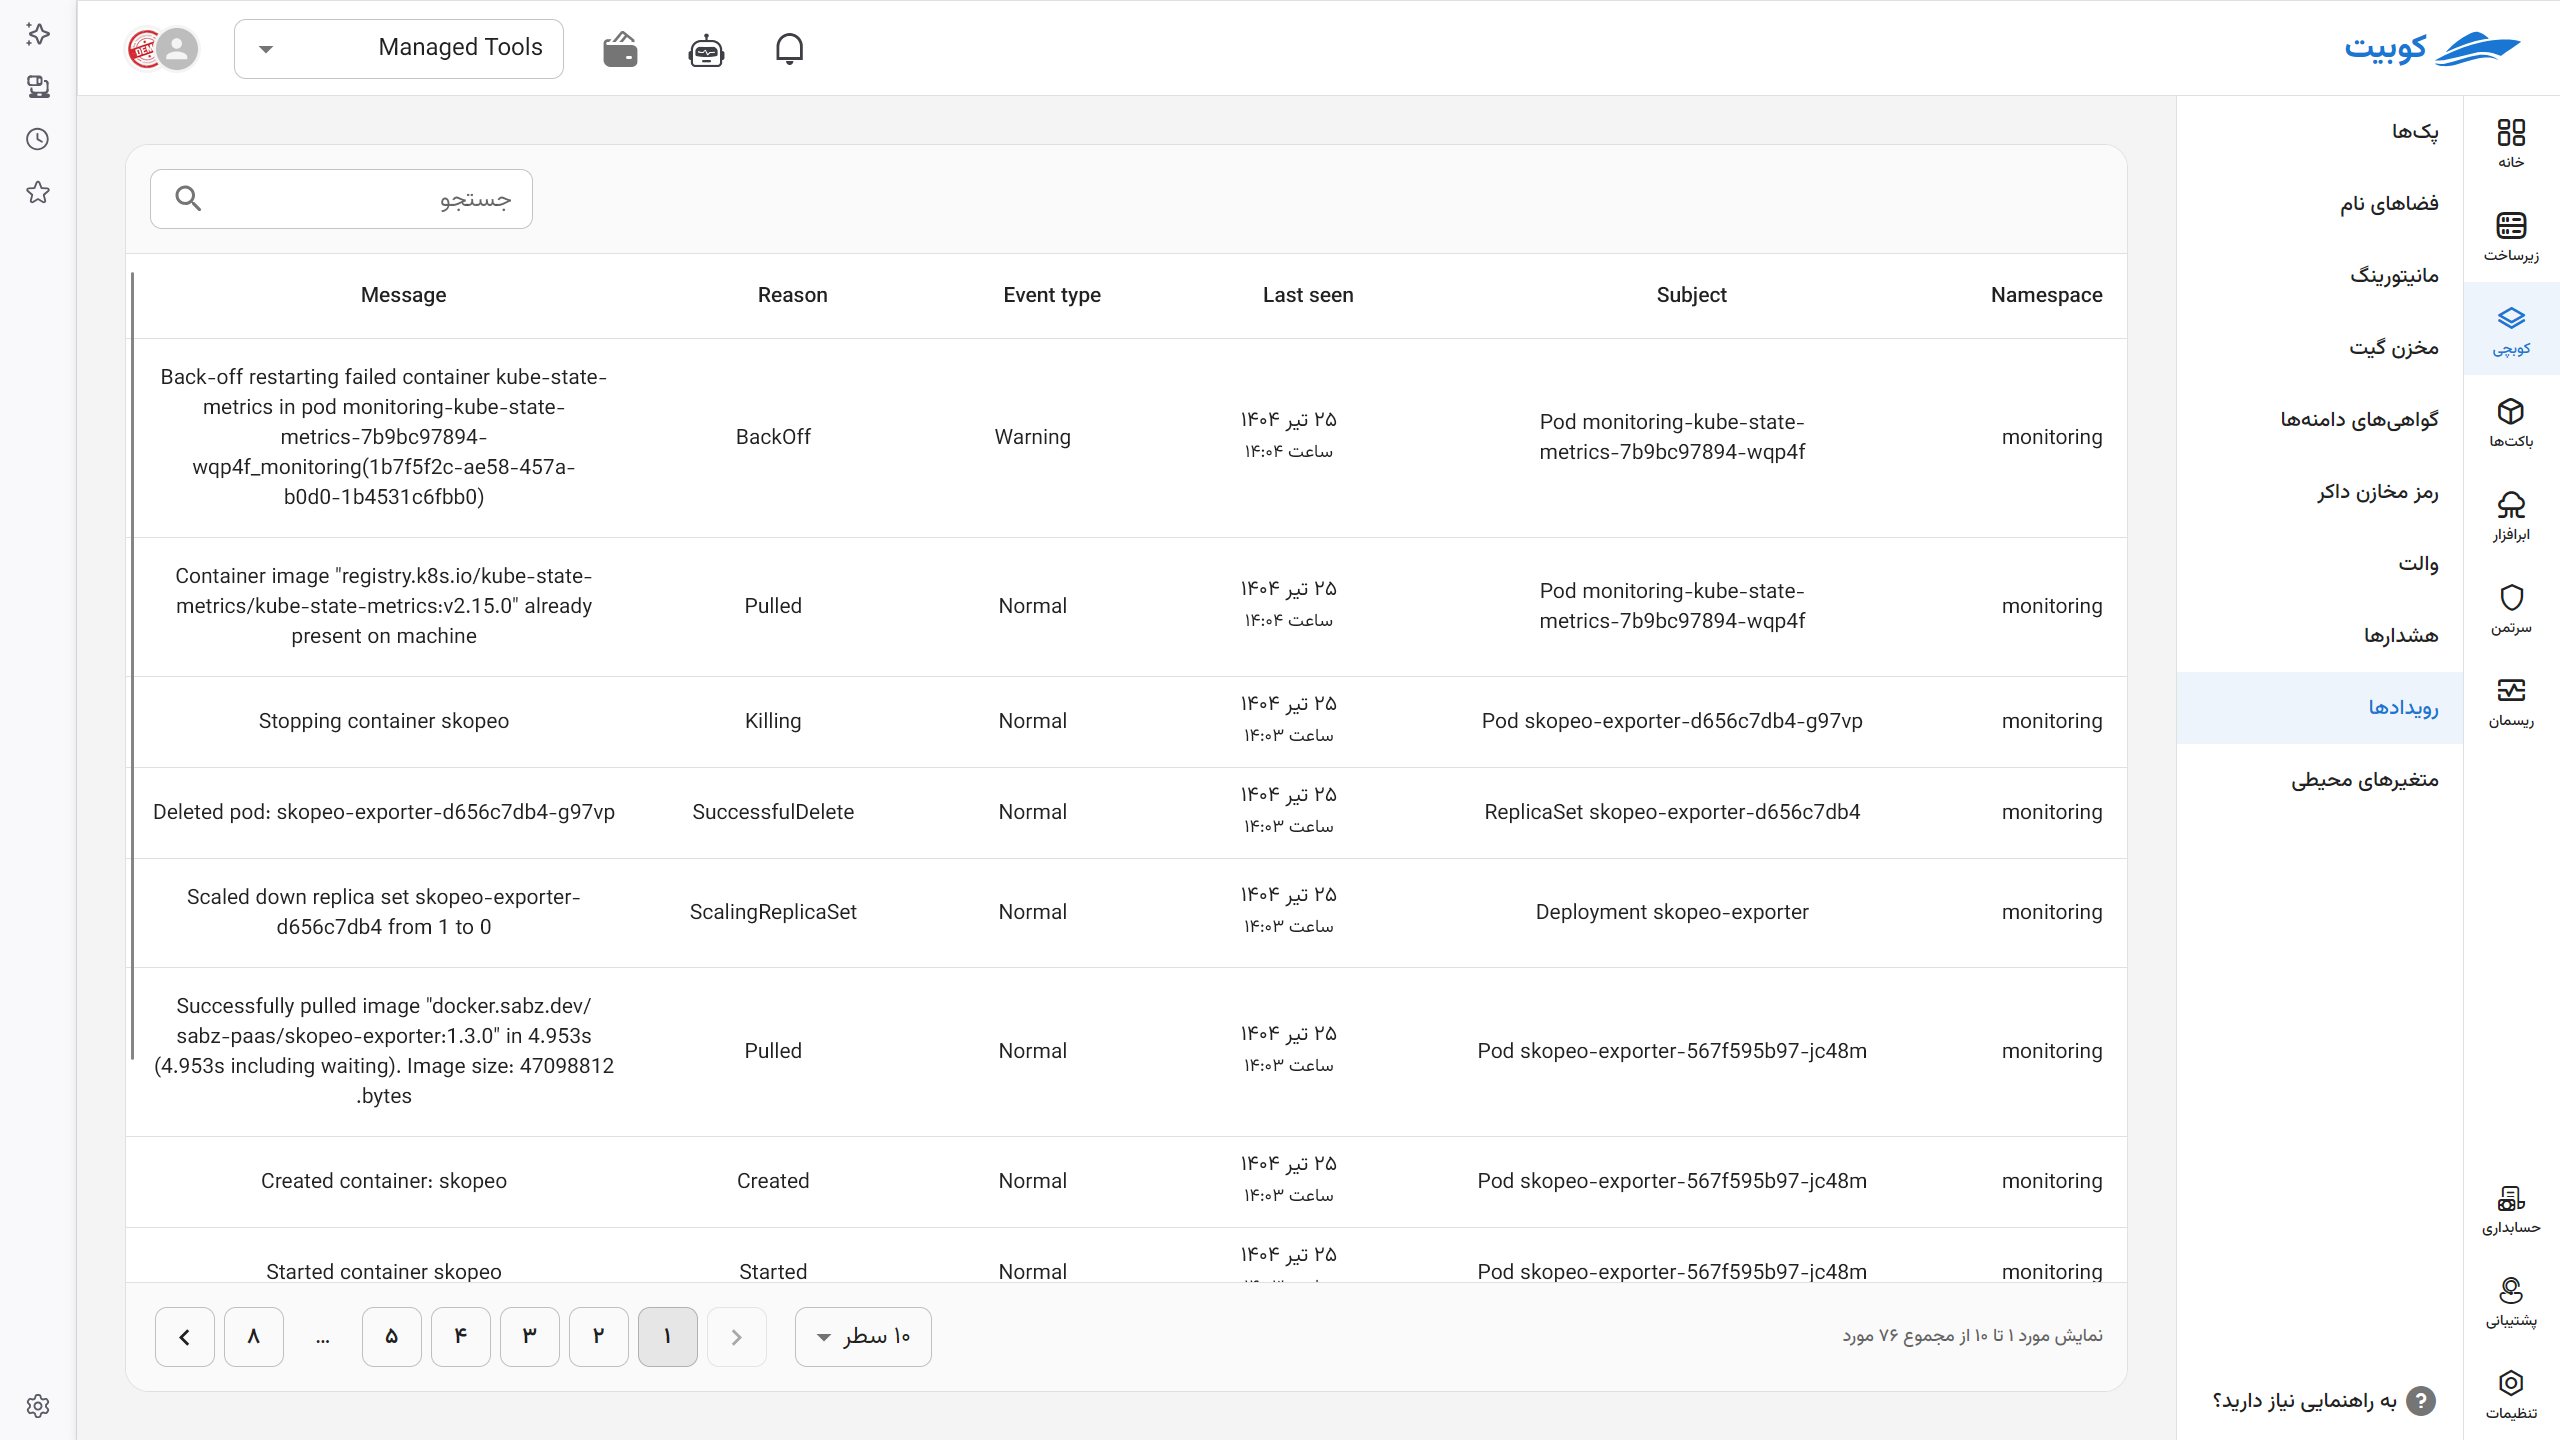 کوبیت
Managed Tools
DEMO
خانه
زیرساخت
کوبچی
باکت‌ها
ابرافزار
سرتمن
ریسمان
حسابداری
پشتیبانی
تنظیمات
پک‌ها
فضاهای نام
مانیتورینگ
مخزن گیت
گواهی‌های دامنه‌ها
رمز مخازن داکر
والت
هشدارها
رویدادها
متغیرهای محیطی
به راهنمایی نیاز دارید؟
جستجو
Namespace Subject Last seen Event type Reason Message
monitoring
Pod monitoring-kube-state-
metrics-7b9bc97894-wqp4f
۲۵ تیر ۱۴۰۴
ساعت ۱۴:۰۴
Warning
BackOff
Back-off restarting failed container kube-state-
metrics in pod monitoring-kube-state-
metrics-7b9bc97894-
wqp4f_monitoring(1b7f5f2c-ae58-457a-
b0d0-1b4531c6fbb0)
monitoring
Pod monitoring-kube-state-
metrics-7b9bc97894-wqp4f
۲۵ تیر ۱۴۰۴
ساعت ۱۴:۰۴
Normal
Pulled
Container image "registry.k8s.io/kube-state-
metrics/kube-state-metrics:v2.15.0" already
present on machine
monitoring
Pod skopeo-exporter-d656c7db4-g97vp
۲۵ تیر ۱۴۰۴
ساعت ۱۴:۰۳
Normal
Killing
Stopping container skopeo
monitoring
ReplicaSet skopeo-exporter-d656c7db4
۲۵ تیر ۱۴۰۴
ساعت ۱۴:۰۳
Normal
SuccessfulDelete
Deleted pod: skopeo-exporter-d656c7db4-g97vp
monitoring
Deployment skopeo-exporter
۲۵ تیر ۱۴۰۴
ساعت ۱۴:۰۳
Normal
ScalingReplicaSet
Scaled down replica set skopeo-exporter-
d656c7db4 from 1 to 0
monitoring
Pod skopeo-exporter-567f595b97-jc48m
۲۵ تیر ۱۴۰۴
ساعت ۱۴:۰۳
Normal
Pulled
Successfully pulled image "docker.sabz.dev/
sabz-paas/skopeo-exporter:1.3.0" in 4.953s
(4.953s including waiting). Image size: 47098812
.bytes
monitoring
Pod skopeo-exporter-567f595b97-jc48m
۲۵ تیر ۱۴۰۴
ساعت ۱۴:۰۳
Normal
Created
Created container: skopeo
monitoring
Pod skopeo-exporter-567f595b97-jc48m
۲۵ تیر ۱۴۰۴
Normal
Started
Started container skopeo
نمایش مورد ۱ تا ۱۰ از مجموع ۷۶ مورد
۱۰ سطر
۱ ۲ ۳ ۴ ۵ ... ۸